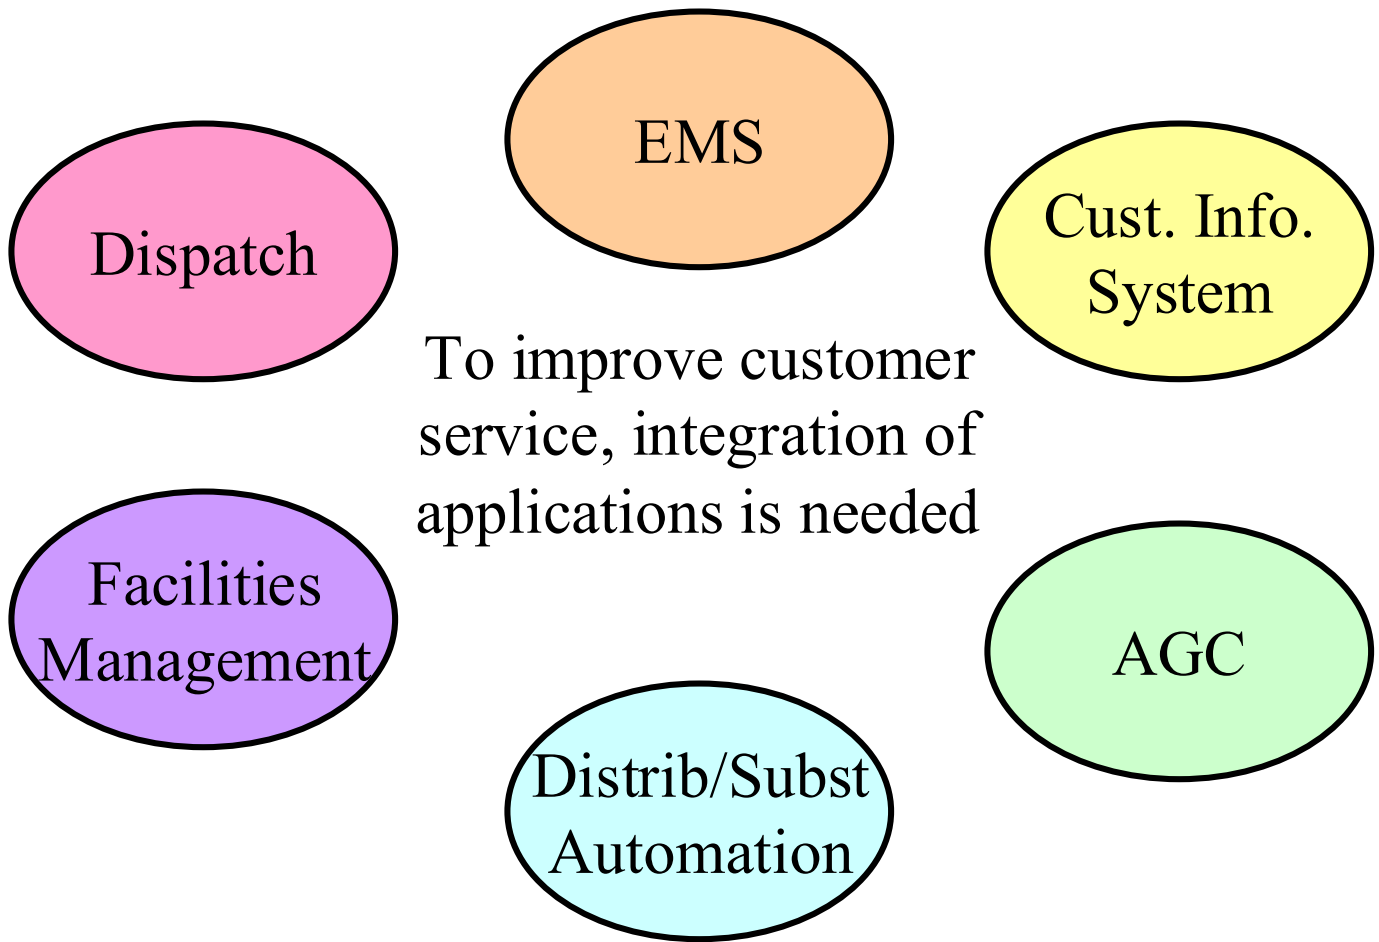 EMS
Dispatch
Cust. Info.
System
To improve customer
service, integration of
applications is needed
Facilities
Management
AGC
Distrib/Subst
Automation